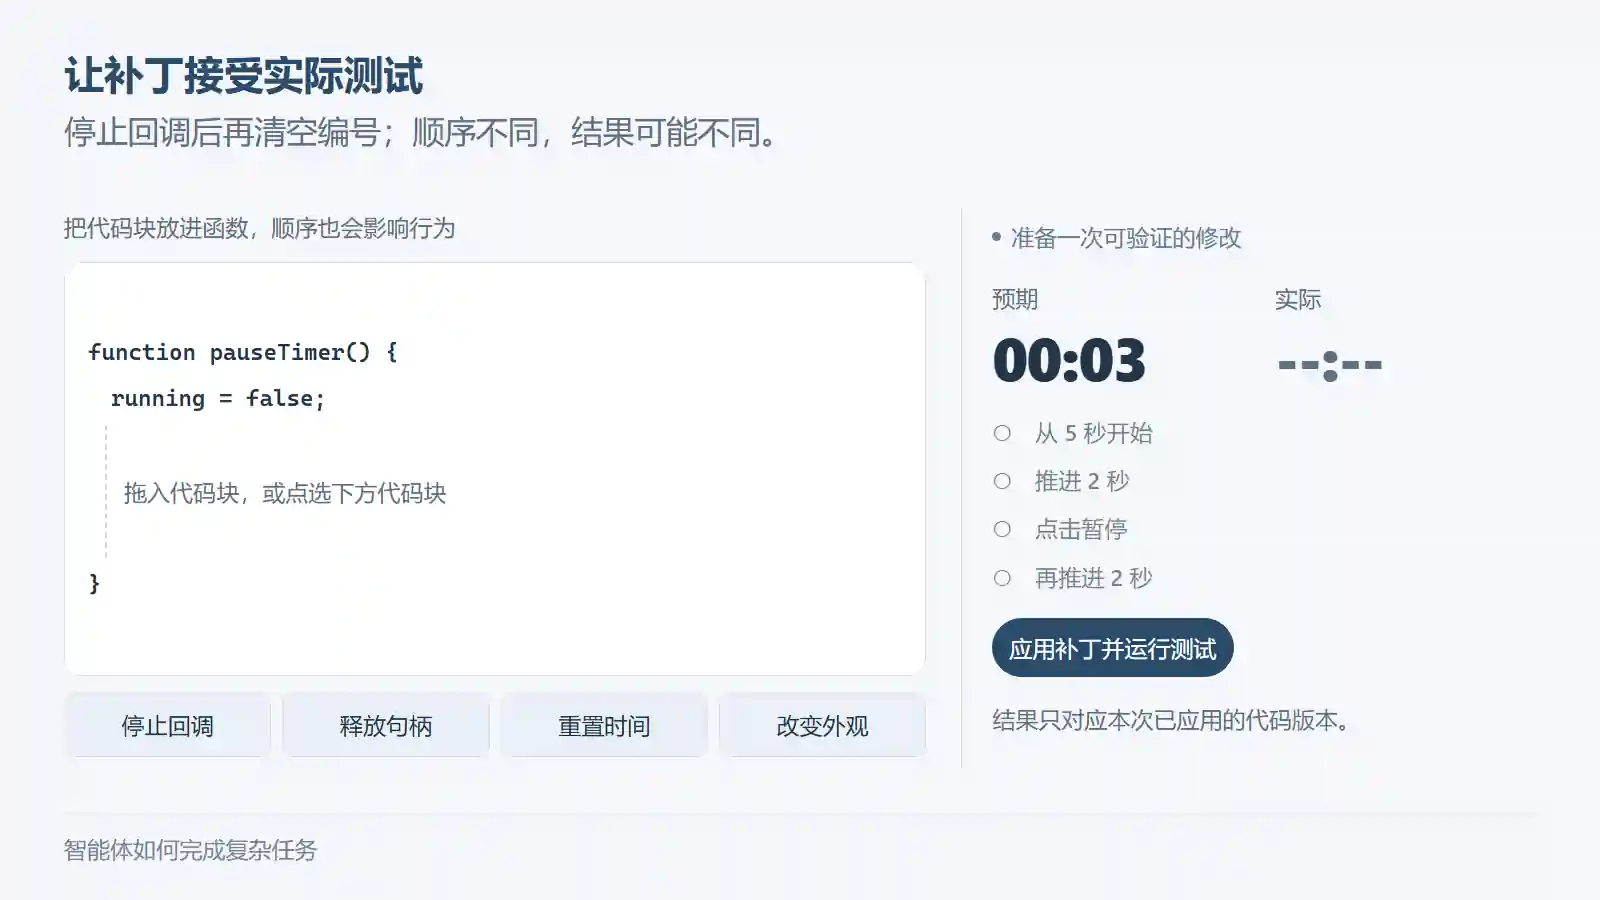 让补丁接受实际测试
停止回调后再清空编号；顺序不同，结果可能不同。
把代码块放进函数，顺序也会影响行为
function pauseTimer() {
running = false;
拖入代码块，或点选下方代码块
}
停止回调
释放句柄
重置时间
改变外观
准备一次可验证的修改
预期
实际
00:03
--:--
从 5 秒开始
推进 2 秒
点击暂停
再推进 2 秒
应用补丁并运行测试
结果只对应本次已应用的代码版本。
智能体如何完成复杂任务